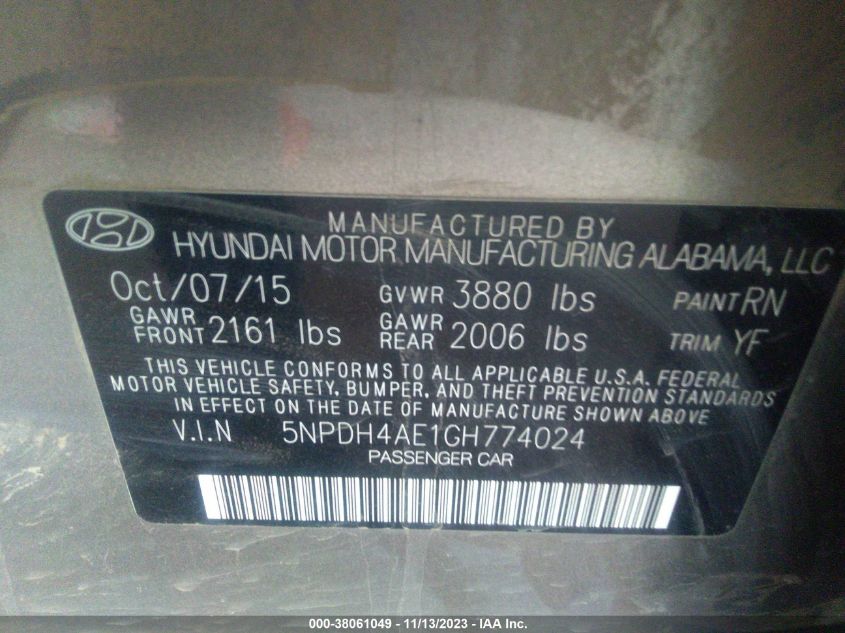 MANUFACTURED BY
HYUNDAI MOTOR MANUFACTURING ALABAMA, LLC
Oct/07/15 GVWR 3880 lbs PAINT RN
GAWR FRONT 2161 lbs GAWR REAR 2006 lbs TRIM YF
THIS VEHICLE CONFORMS TO ALL APPLICABLE U.S.A. FEDERAL
MOTOR VEHICLE SAFETY, BUMPER, AND THEFT PREVENTION STANDARDS
IN EFFECT ON THE DATE OF MANUFACTURE SHOWN ABOVE
V.I.N 5NPDH4AE1GH774024
PASSENGER CAR
000-38061049 - 11/13/2023 - IAA Inc.